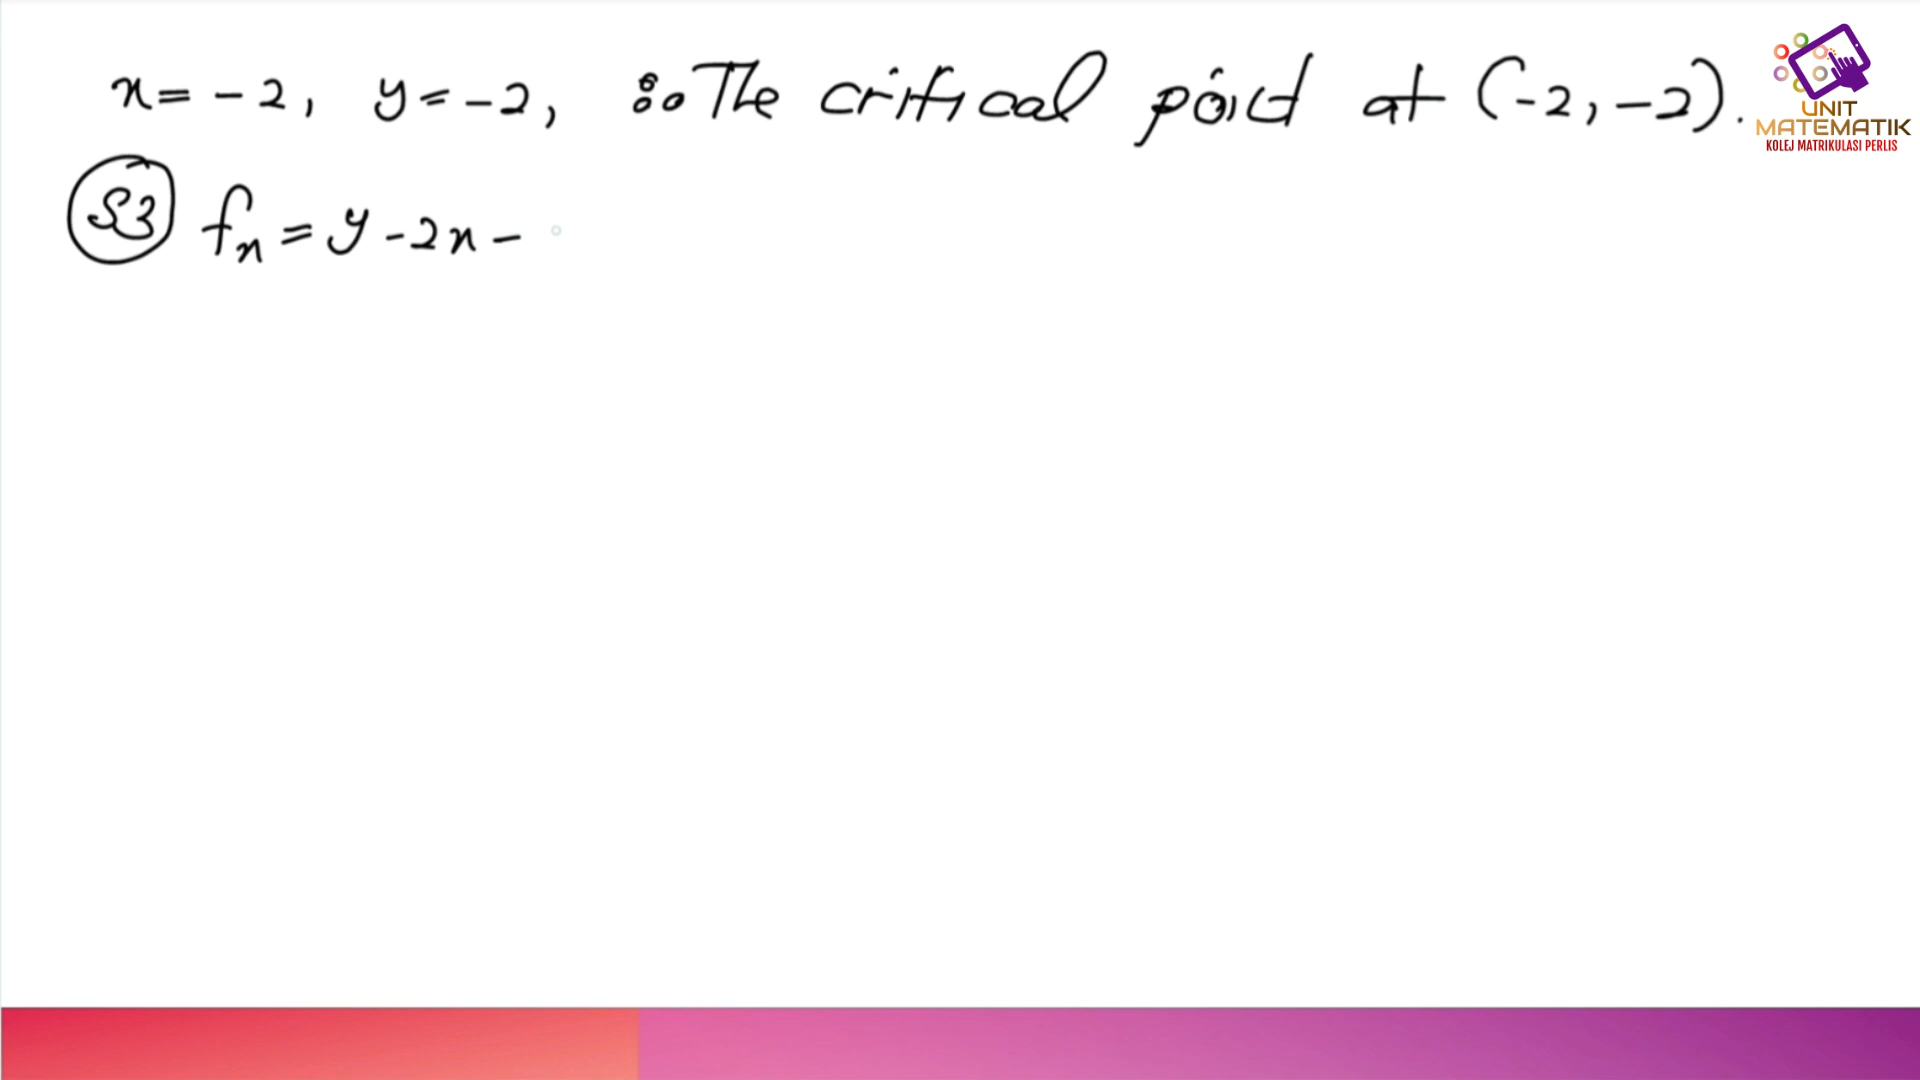 x = -2, y = -2, ∴ The critical point at (-2, -2).
S3 fx = y - 2x -
UNIT
MATEMATIK
KOLEJ MATRIKULASI PERLIS